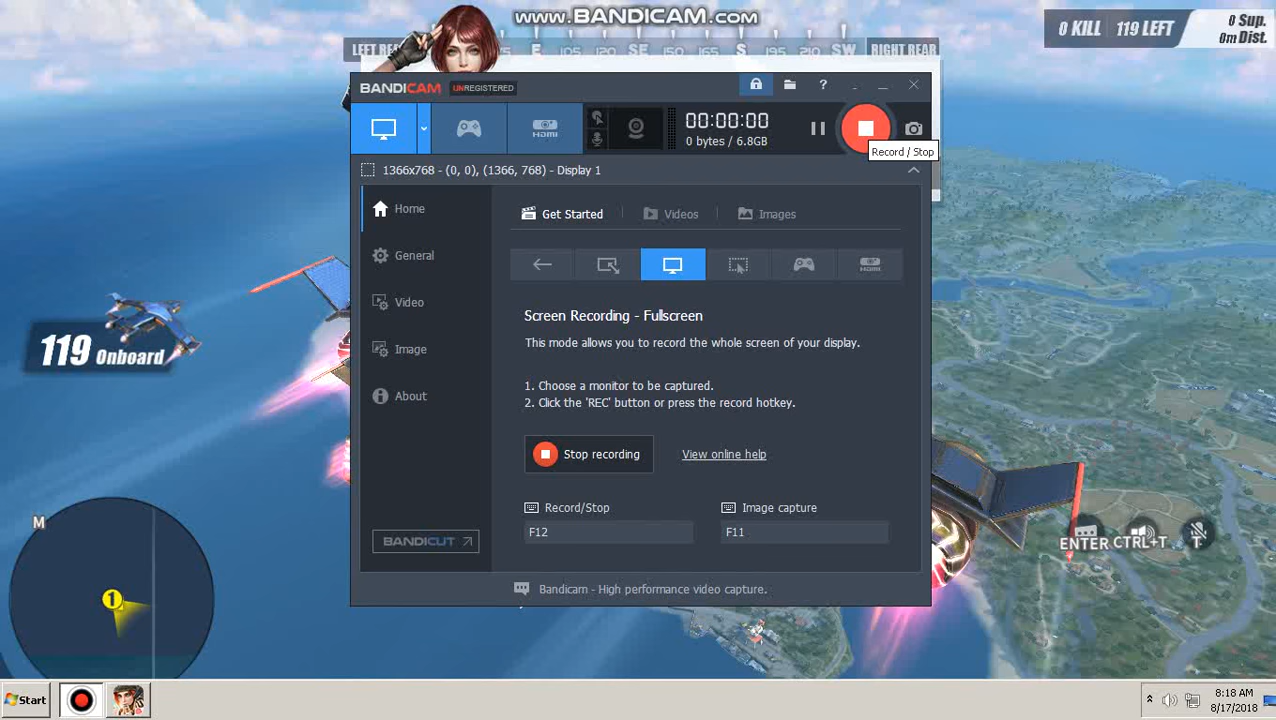 www.BANDICAM.com
0 KILL 119 LEFT
0 Sup.
0m Dist.
E 105 120 SE 150 165 S 195 210 SW RIGHT REAR
BANDICAM UNREGISTERED
?
HDMI
00:00:00
0 bytes / 6.8GB
Record / Stop
1366x768 - (0, 0), (1366, 768) - Display 1
Home
General
Video
Image
About
BANDICUT
Get Started
Videos
Images
HDMI
Screen Recording - Fullscreen
This mode allows you to record the whole screen of your display.
1. Choose a monitor to be captured.
2. Click the 'REC' button or press the record hotkey.
Stop recording
View online help
Record/Stop
F12
Image capture
F11
Bandicam - High performance video capture.
119 Onboard
M
1
ENTER CTRL+T T
Start
8:18 AM
8/17/2018